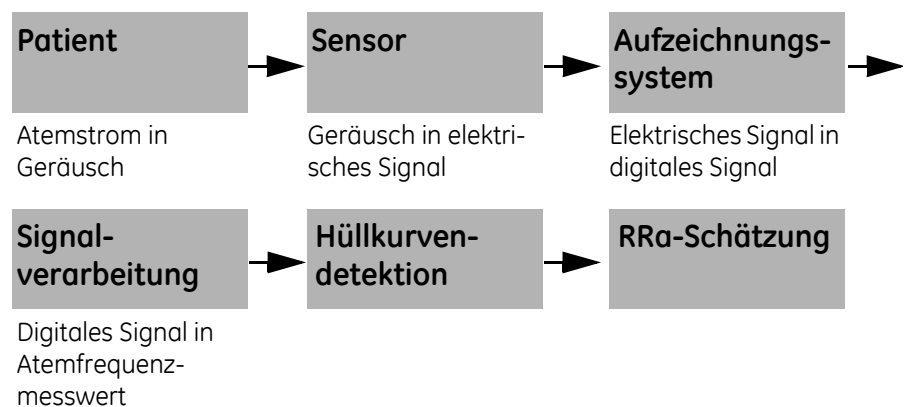 Patient
Sensor
Aufzeichnungs-
system
Atemstrom in
Geräusch
Geräusch in elektri-
sches Signal
Elektrisches Signal in
digitales Signal
Signal-
verarbeitung
Hüllkurven-
detektion
RRa-Schätzung
Digitales Signal in
Atemfrequenz-
messwert